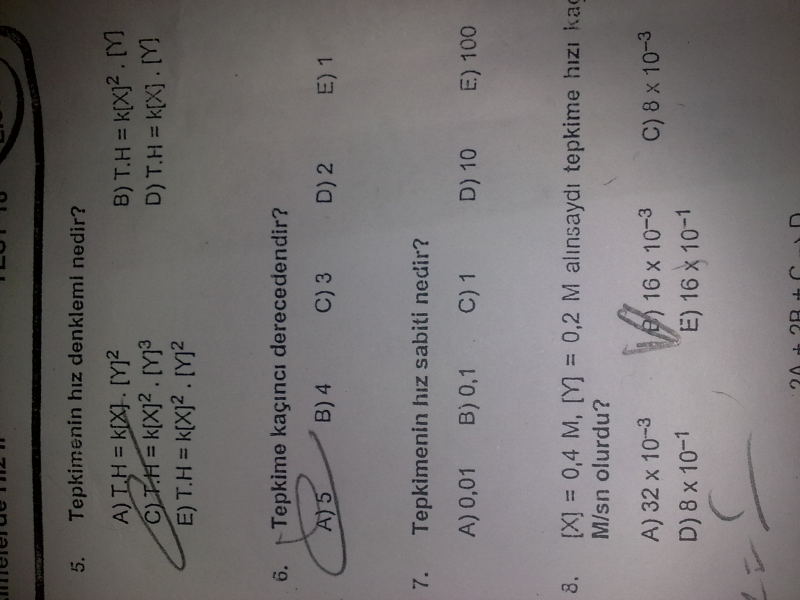 5. Tepkimenin hız denklemi nedir?
A) T.H = k[X] . [Y]² B) T.H = k[X]² . [Y]
C) T.H = k[X]² . [Y]³ D) T.H = k[X] . [Y]
E) T.H = k[X]² . [Y]²
6. Tepkime kaçıncı derecedendir?
A) 5 B) 4 C) 3 D) 2 E) 1
7. Tepkimenin hız sabiti nedir?
A) 0,01 B) 0,1 C) 1 D) 10 E) 100
8. [X] = 0,4 M, [Y] = 0,2 M alınsaydı tepkime hızı kaç
M/sn olurdu?
A) 32 x 10⁻³ B) 16 x 10⁻³ C) 8 x 10⁻³
D) 8 x 10⁻¹ E) 16 x 10⁻¹